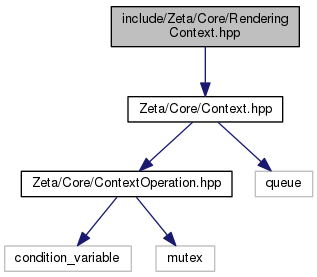 include/Zeta/Core/Rendering
Context.hpp
Zeta/Core/Context.hpp
Zeta/Core/ContextOperation.hpp
queue
condition_variable
mutex